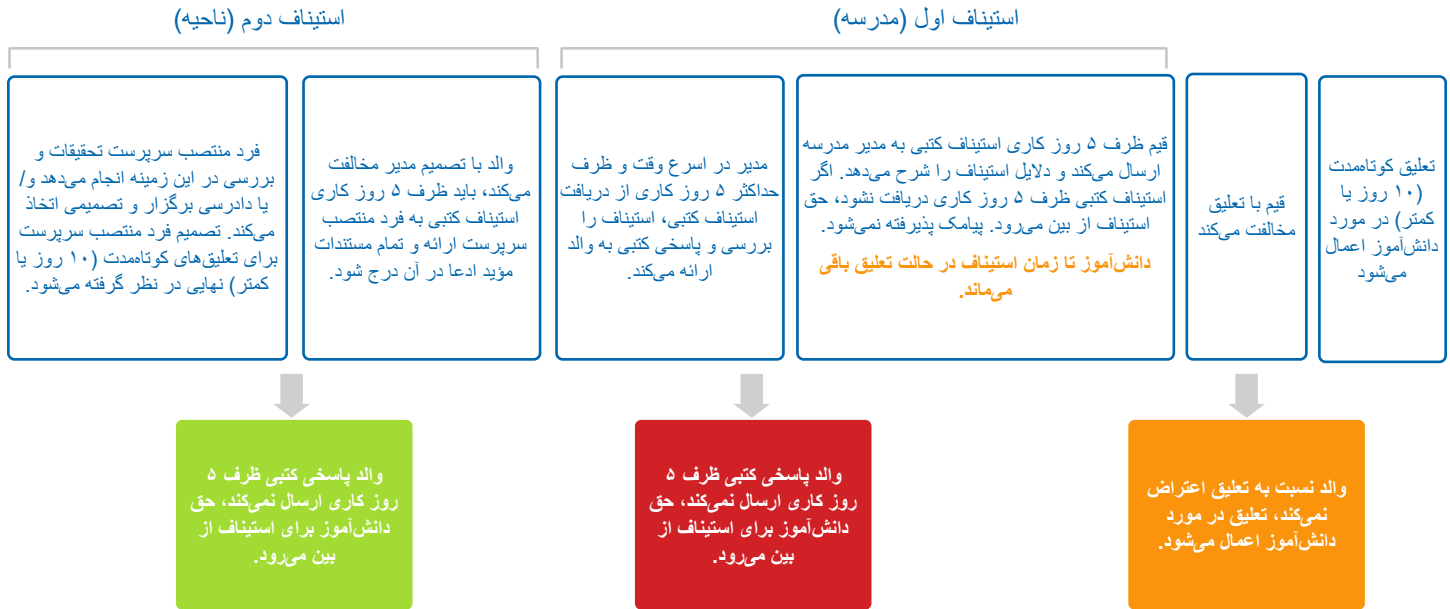 استیناف اول (مدرسه)
استیناف دوم (ناحیه)
تعلیق کوتاه‌مدت
(۱۰ روز یا
کمتر) در مورد
دانش‌آموز اعمال
می‌شود
قیم با تعلیق
مخالفت می‌کند
قیم ظرف ۵ روز کاری استیناف کتبی به مدیر مدرسه
ارسال می‌کند و دلایل استیناف را شرح می‌دهد. اگر
استیناف کتبی ظرف ۵ روز کاری دریافت نشود، حق
استیناف از بین می‌رود. پیامک پذیرفته نمی‌شود.
دانش‌آموز تا زمان استیناف در حالت تعلیق باقی
می‌ماند.
مدیر در اسرع وقت و ظرف
حداکثر ۵ روز کاری از دریافت
استیناف کتبی، استیناف را
بررسی و پاسخی کتبی به والد
ارائه می‌کند.
والد با تصمیم مدیر مخالفت
می‌کند، باید ظرف ۵ روز کاری
استیناف کتبی به فرد منتصب
سرپرست ارائه و تمام مستندات
مؤید ادعا در آن درج شود.
فرد منتصب سرپرست تحقیقات و
بررسی در این زمینه انجام می‌دهد و/
یا دادرسی برگزار و تصمیمی اتخاذ
می‌کند. تصمیم فرد منتصب سرپرست
برای تعلیق‌های کوتاه‌مدت (۱۰ روز یا
کمتر) نهایی در نظر گرفته می‌شود.
والد نسبت به تعلیق اعتراض
نمی‌کند، تعلیق در مورد
دانش‌آموز اعمال می‌شود.
والد پاسخی کتبی ظرف ۵
روز کاری ارسال نمی‌کند، حق
دانش‌آموز برای استیناف از
بین می‌رود.
والد پاسخی کتبی ظرف ۵
روز کاری ارسال نمی‌کند، حق
دانش‌آموز برای استیناف از
بین می‌رود.